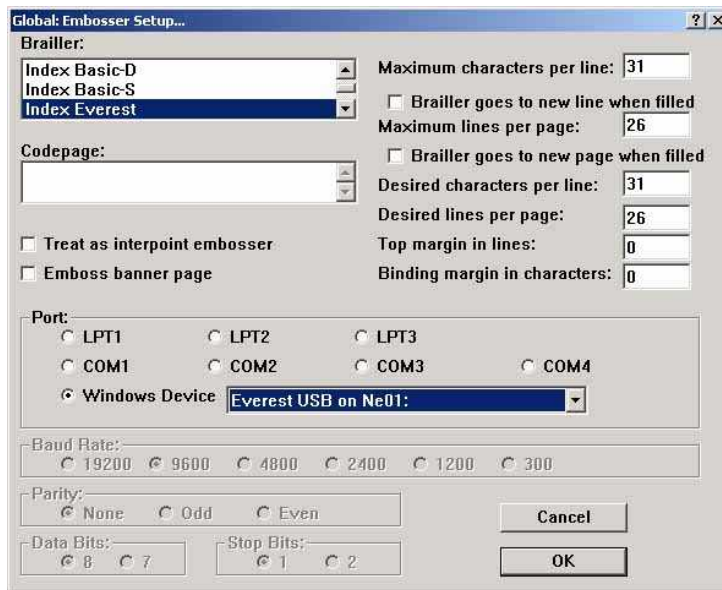 Global: Embosser Setup...
Brailler:
Index Basic-D
Index Basic-S
Index Everest
Codepage:
Treat as interpoint embosser
Emboss banner page
Maximum characters per line: 31
Brailler goes to new line when filled
Maximum lines per page: 26
Brailler goes to new page when filled
Desired characters per line: 31
Desired lines per page: 26
Top margin in lines: 0
Binding margin in characters: 0
Port:
LPT1 LPT2 LPT3
COM1 COM2 COM3 COM4
Windows Device Everest USB on Ne01:
Baud Rate:
19200 9600 4800 2400 1200 300
Parity:
None Odd Even
Data Bits:
8 7
Stop Bits:
1 2
Cancel
OK